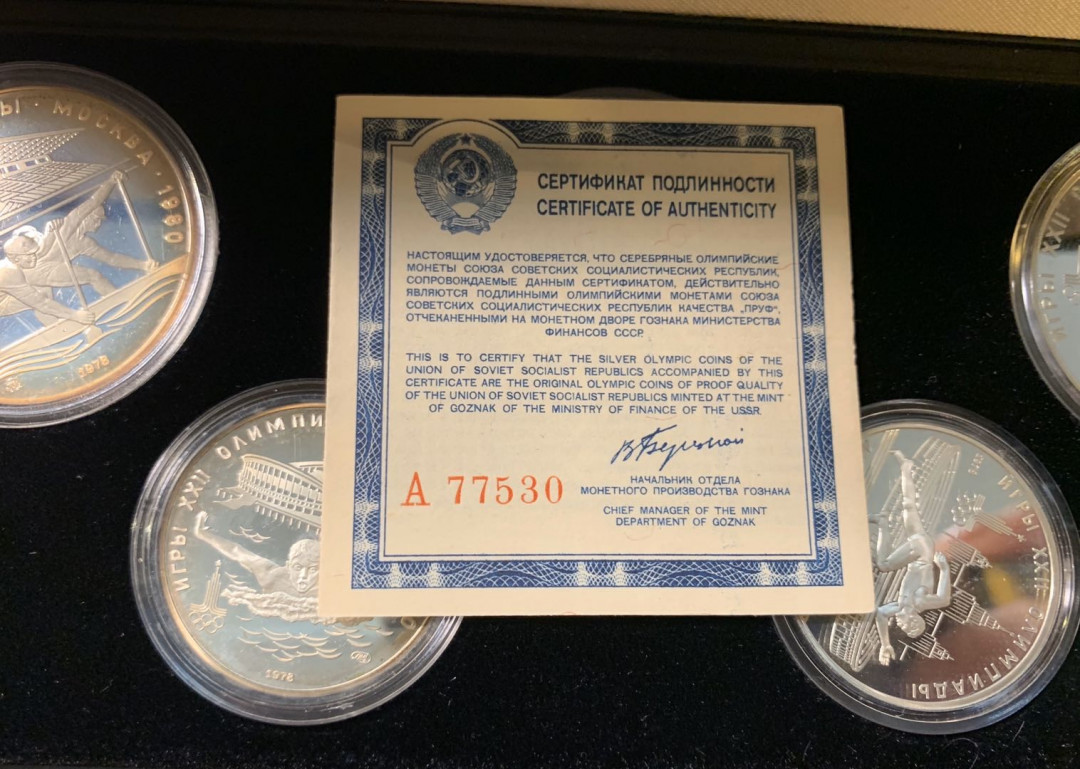 СЕРТИФИКАТ ПОДЛИННОСТИ
CERTIFICATE OF AUTHENTICITY
НАСТОЯЩИМ УДОСТОВЕРЯЕТСЯ, ЧТО СЕРЕБРЯНЫЕ ОЛИМПИЙСКИЕ
МОНЕТЫ СОЮЗА СОВЕТСКИХ СОЦИАЛИСТИЧЕСКИХ РЕСПУБЛИК,
СОПРОВОЖДАЕМЫЕ ДАННЫМ СЕРТИФИКАТОМ, ДЕЙСТВИТЕЛЬНО
ЯВЛЯЮТСЯ ПОДЛИННЫМИ ОЛИМПИЙСКИМИ МОНЕТАМИ СОЮЗА
СОВЕТСКИХ СОЦИАЛИСТИЧЕСКИХ РЕСПУБЛИК КАЧЕСТВА „ПРУФ“,
ОТЧЕКАНЕННЫМИ НА МОНЕТНОМ ДВОРЕ ГОЗНАКА МИНИСТЕРСТВА
ФИНАНСОВ СССР.
THIS IS TO CERTIFY THAT THE SILVER OLYMPIC COINS OF THE
UNION OF SOVIET SOCIALIST REPUBLICS ACCOMPANIED BY THIS
CERTIFICATE ARE THE ORIGINAL OLYMPIC COINS OF PROOF QUALITY
OF THE UNION OF SOVIET SOCIALIST REPUBLICS MINTED AT THE MINT
OF GOZNAK OF THE MINISTRY OF FINANCE OF THE U.S.S.R.
А 77530
НАЧАЛЬНИК ОТДЕЛА
МОНЕТНОГО ПРОИЗВОДСТВА ГОЗНАКА
CHIEF MANAGER OF THE MINT
DEPARTMENT OF GOZNAK
Ы · МОСКВА · 1980
1978
ИГРЫ XXII ОЛИМПИ
1978
ИГРЫ XXII ОЛИМПИАДЫ
ИГРЫ XXII